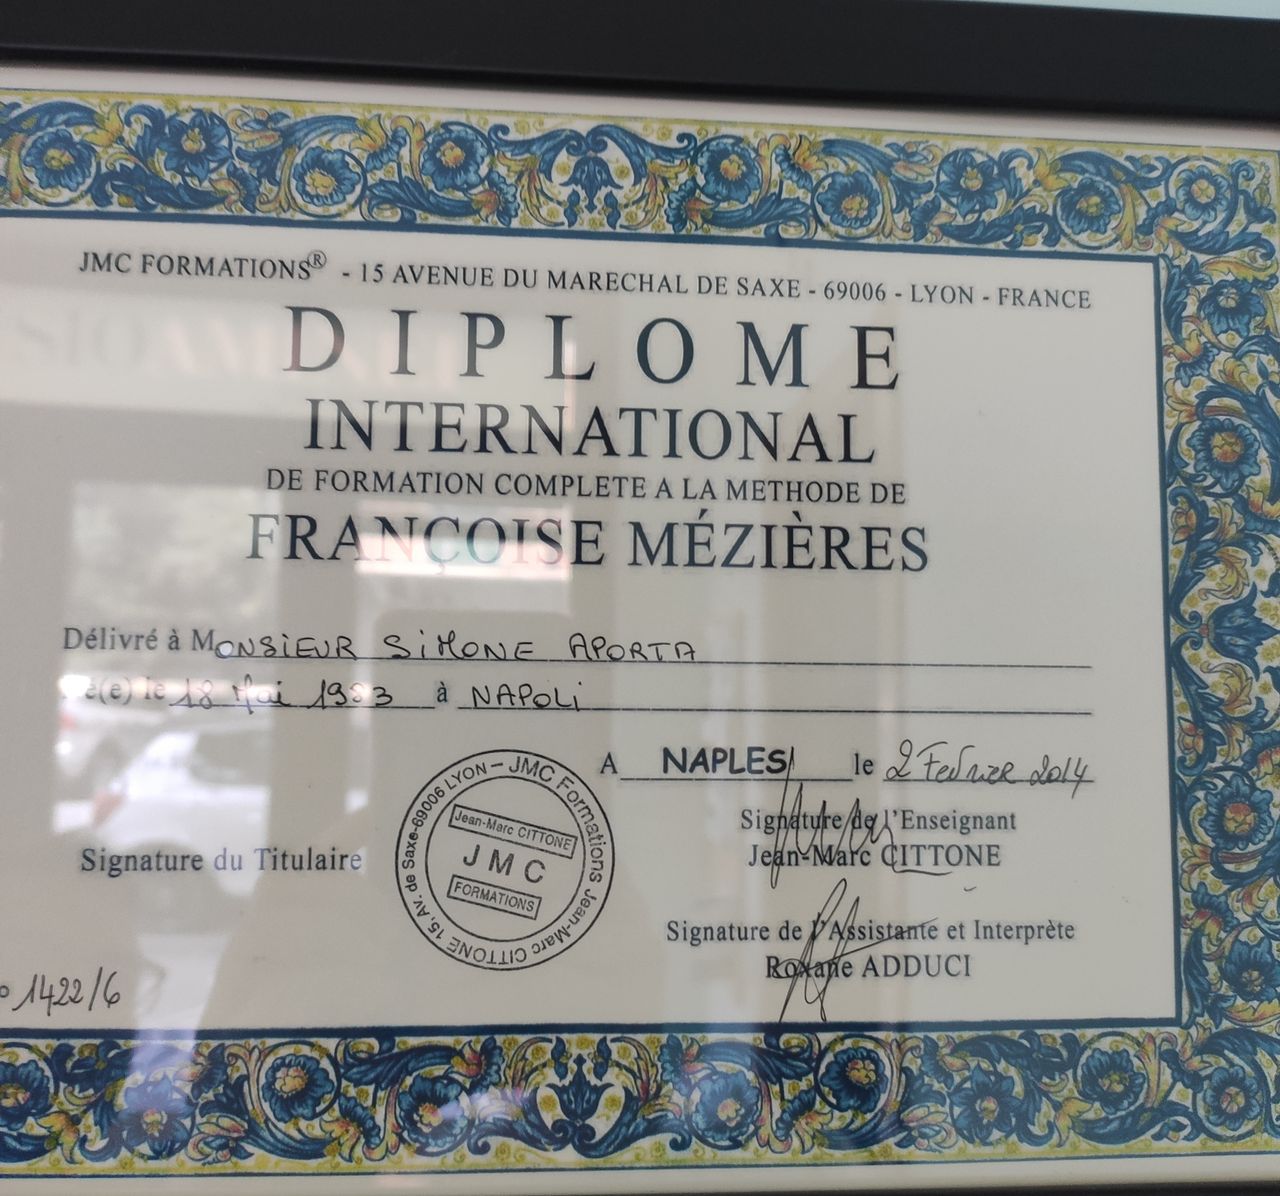 JMC FORMATIONS® - 15 AVENUE DU MARECHAL DE SAXE - 69006 - LYON - FRANCE
DIPLOME
INTERNATIONAL
DE FORMATION COMPLETE A LA METHODE DE
FRANÇOISE MÉZIÈRES
Délivré à MONSIEUR SIMONE APORTA
é(e) le 18 Mai 1983 à NAPOLI
A NAPLES le 2 Fevrier 2014
Signature de l'Enseignant
Jean-Marc CITTONE
Signature du Titulaire
Jean-Marc CITTONE
JMC
FORMATIONS
JMC Formations Jean-Marc CITTONE 15, Av. de Saxe-69006 LYON –
Signature de l'Assistante et Interprète
Roxane ADDUCI
° 1422/6